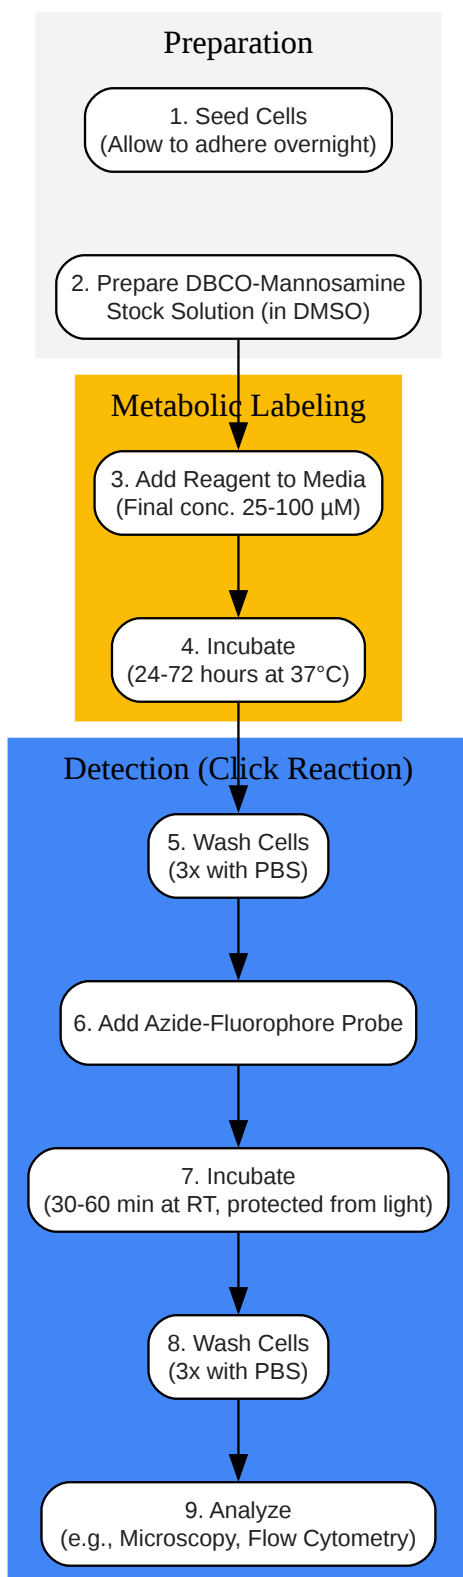 Preparation
1. Seed Cells
(Allow to adhere overnight)
2. Prepare DBCO-Mannosamine
Stock Solution (in DMSO)
Metabolic Labeling
3. Add Reagent to Media
(Final conc. 25-100 µM)
4. Incubate
(24-72 hours at 37°C)
Detection (Click Reaction)
5. Wash Cells
(3x with PBS)
6. Add Azide-Fluorophore Probe
7. Incubate
(30-60 min at RT, protected from light)
8. Wash Cells
(3x with PBS)
9. Analyze
(e.g., Microscopy, Flow Cytometry)